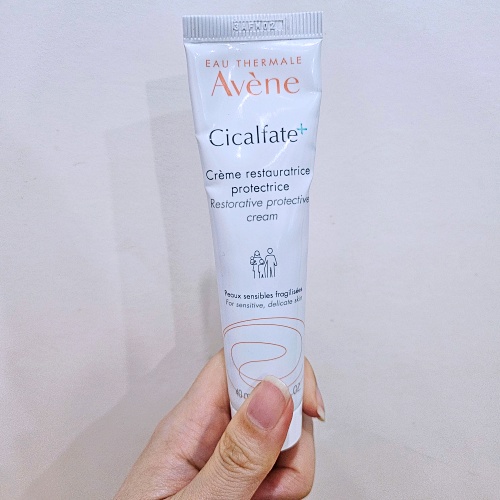 EAU THERMALE
Avène
Cicalfate+
Crème restauratrice
protectrice
Restorative protective
cream
Peaux sensibles fragilisées
For sensitive, delicate skin